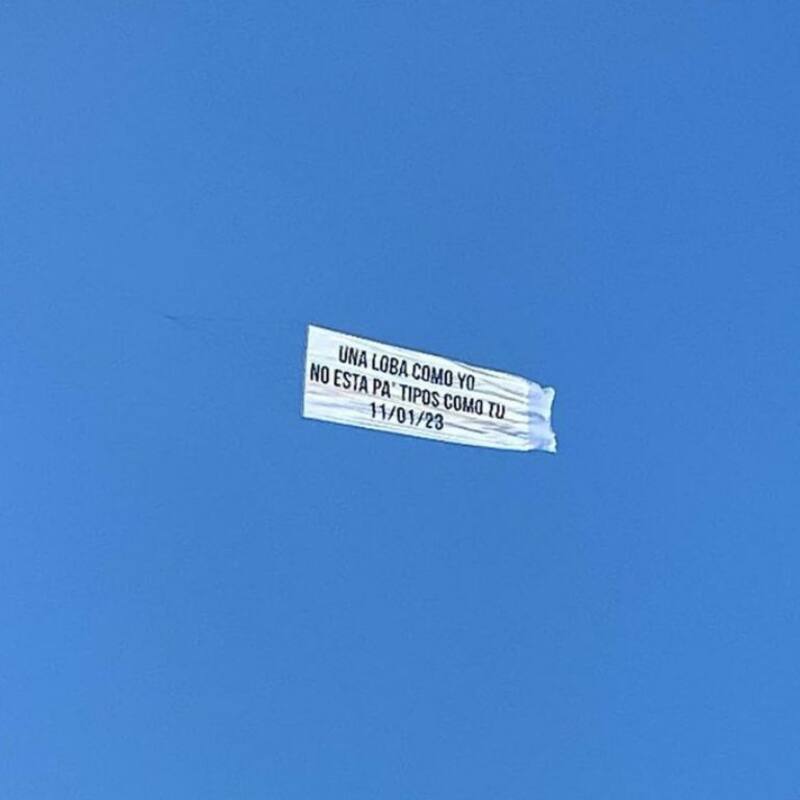 UNA LOBA COMO YO
NO ESTA PA' TIPOS COMO TU
11/01/23